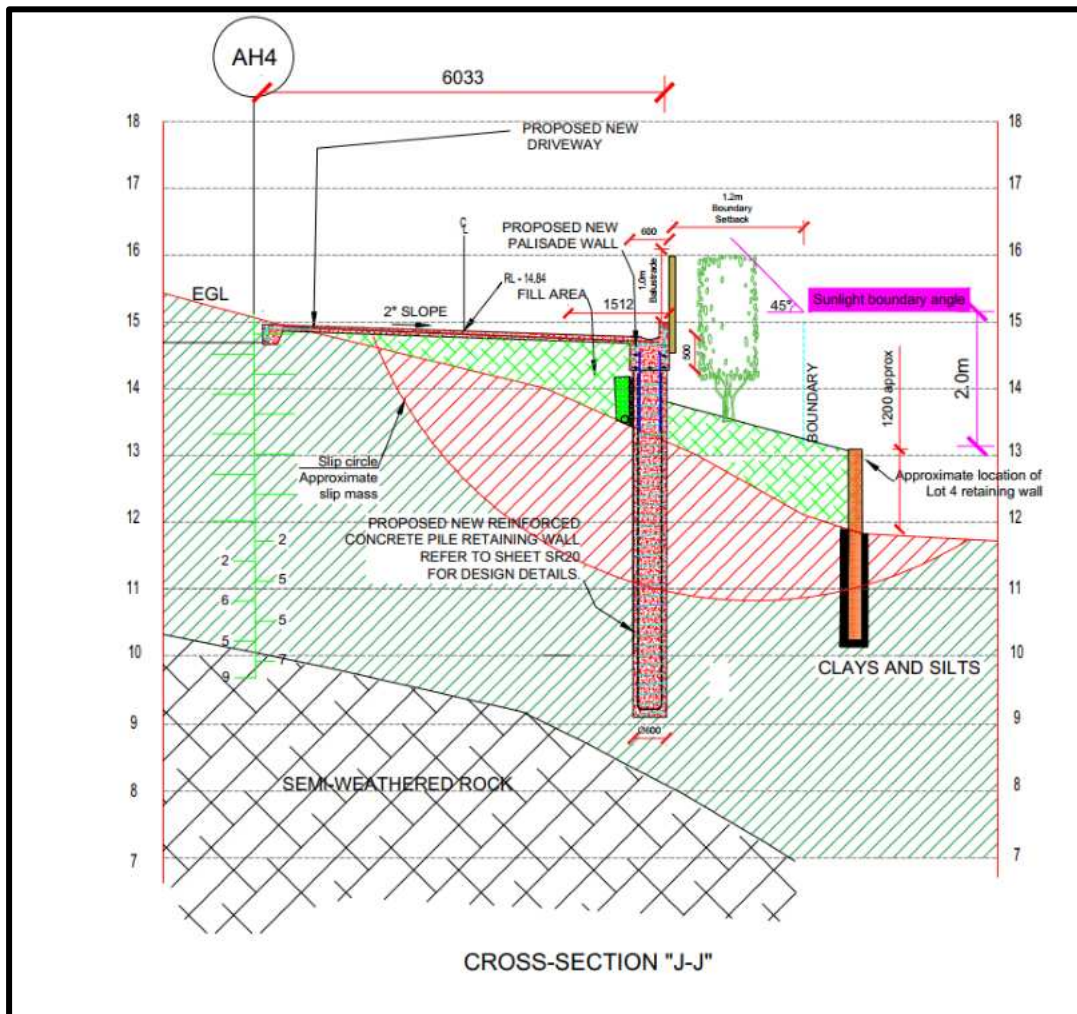 AH4
6033
18
18
PROPOSED NEW
DRIVEWAY
17
17
1.2m
Boundary
Setback
PROPOSED NEW
PALISADE WALL
600
16
16
CL
RL - 14.84
FILL AREA
1.0m
Balustrade
EGL
1512
45°
Sunlight boundary angle
2° SLOPE
15
15
500
14
14
BOUNDARY
1200 approx
2.0m
13
13
Slip circle
Approximate
slip mass
Approximate location of
Lot 4 retaining wall
12
12
PROPOSED NEW REINFORCED
CONCRETE PILE RETAINING WALL
REFER TO SHEET SR20
FOR DESIGN DETAILS.
2
2
5
11
11
6
5
5
7
10
10
9
CLAYS AND SILTS
9
9
Ø600
SEMI-WEATHERED ROCK
8
8
7
7
CROSS-SECTION "J-J"